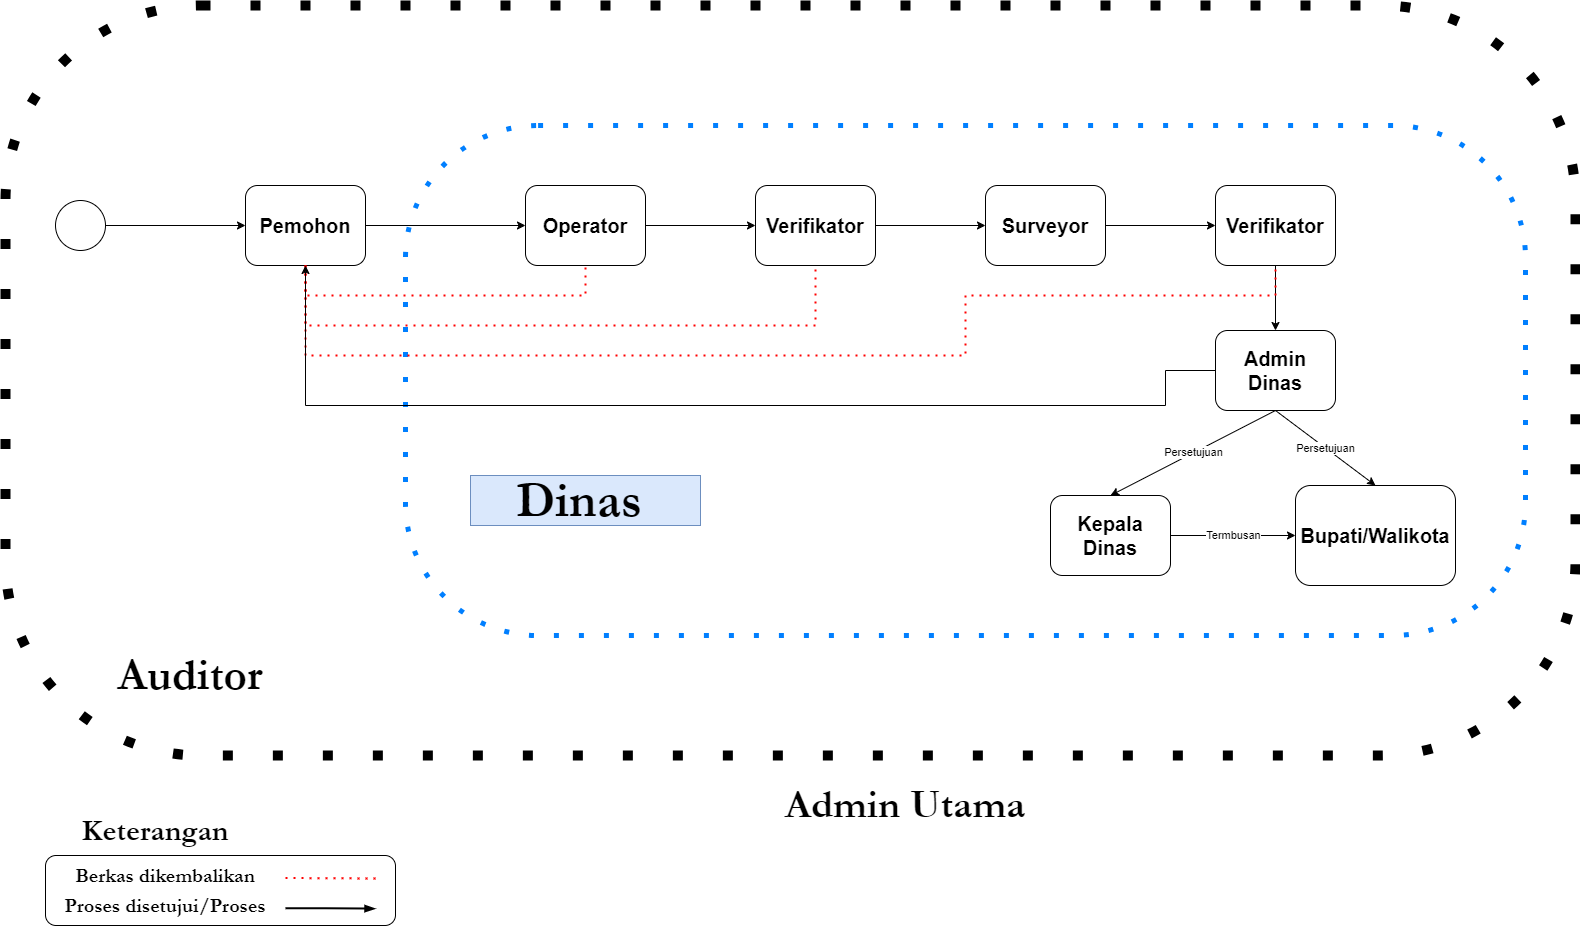 Pemohon
Operator
Verifikator
Surveyor
Verifikator
Admin
Dinas
Persetujuan
Persetujuan
Dinas
Kepala
Dinas
Termbusan
Bupati/Walikota
Auditor
Admin Utama
Keterangan
Berkas dikembalikan
Proses disetujui/Proses